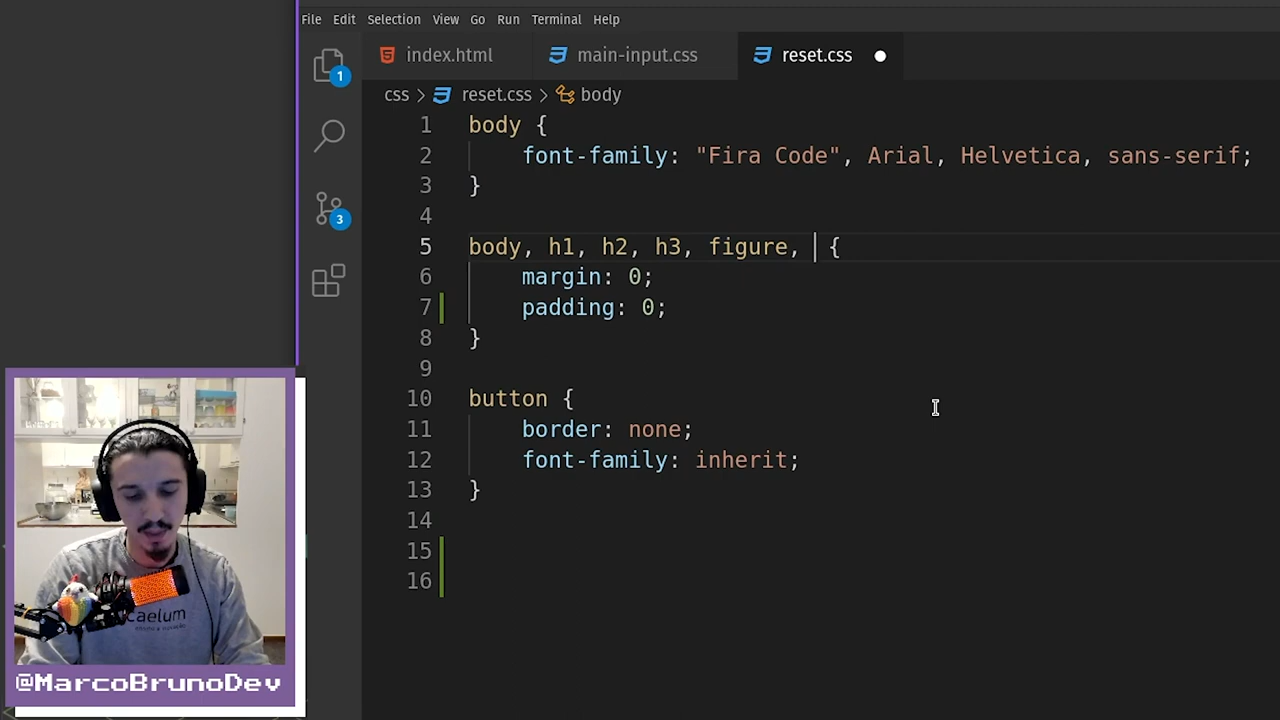 File Edit Selection View Go Run Terminal Help
index.html main-input.css reset.css
1
css > reset.css > body
1 body {
2 font-family: "Fira Code", Arial, Helvetica, sans-serif;
3 }
4
5 body, h1, h2, h3, figure, {
6 margin: 0;
7 padding: 0;
8 }
9
10 button {
11 border: none;
12 font-family: inherit;
13 }
14
15
16
3
caelum
@MarcoBrunoDev